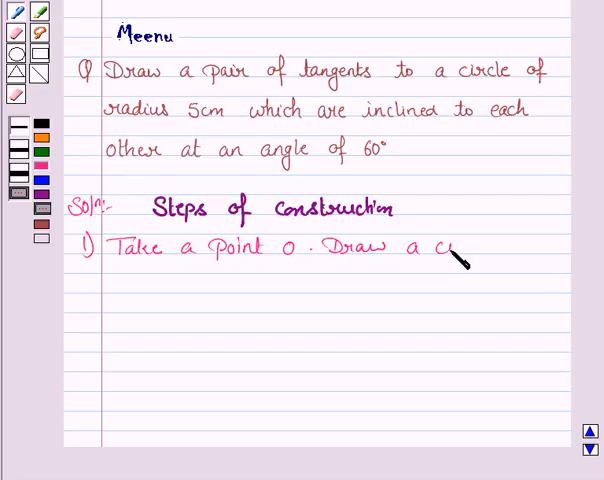 Meenu
Q Draw a pair of tangents to a circle of
radius 5cm which are inclined to each
other at an angle of 60°
Soln:- Steps of construction
1) Take a point O. Draw a ci